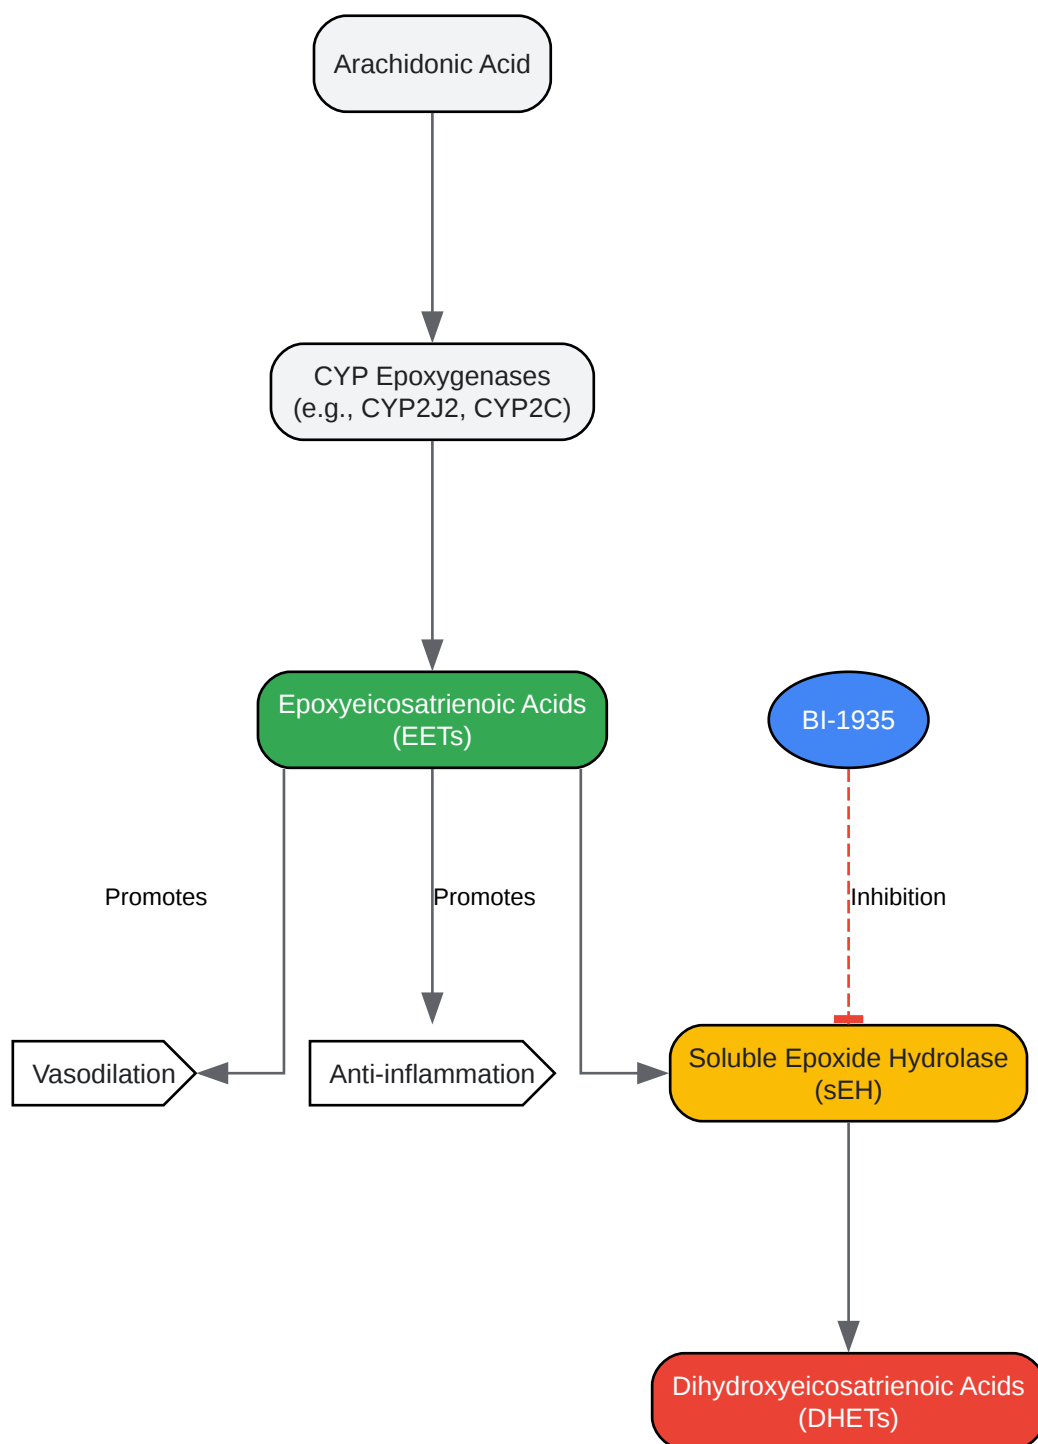 Arachidonic Acid
CYP Epoxygenases
(e.g., CYP2J2, CYP2C)
Epoxyeicosatrienoic Acids
(EETs)
BI-1935
Promotes
Promotes
Inhibition
Vasodilation
Anti-inflammation
Soluble Epoxide Hydrolase
(sEH)
Dihydroxyeicosatrienoic Acids
(DHETs)